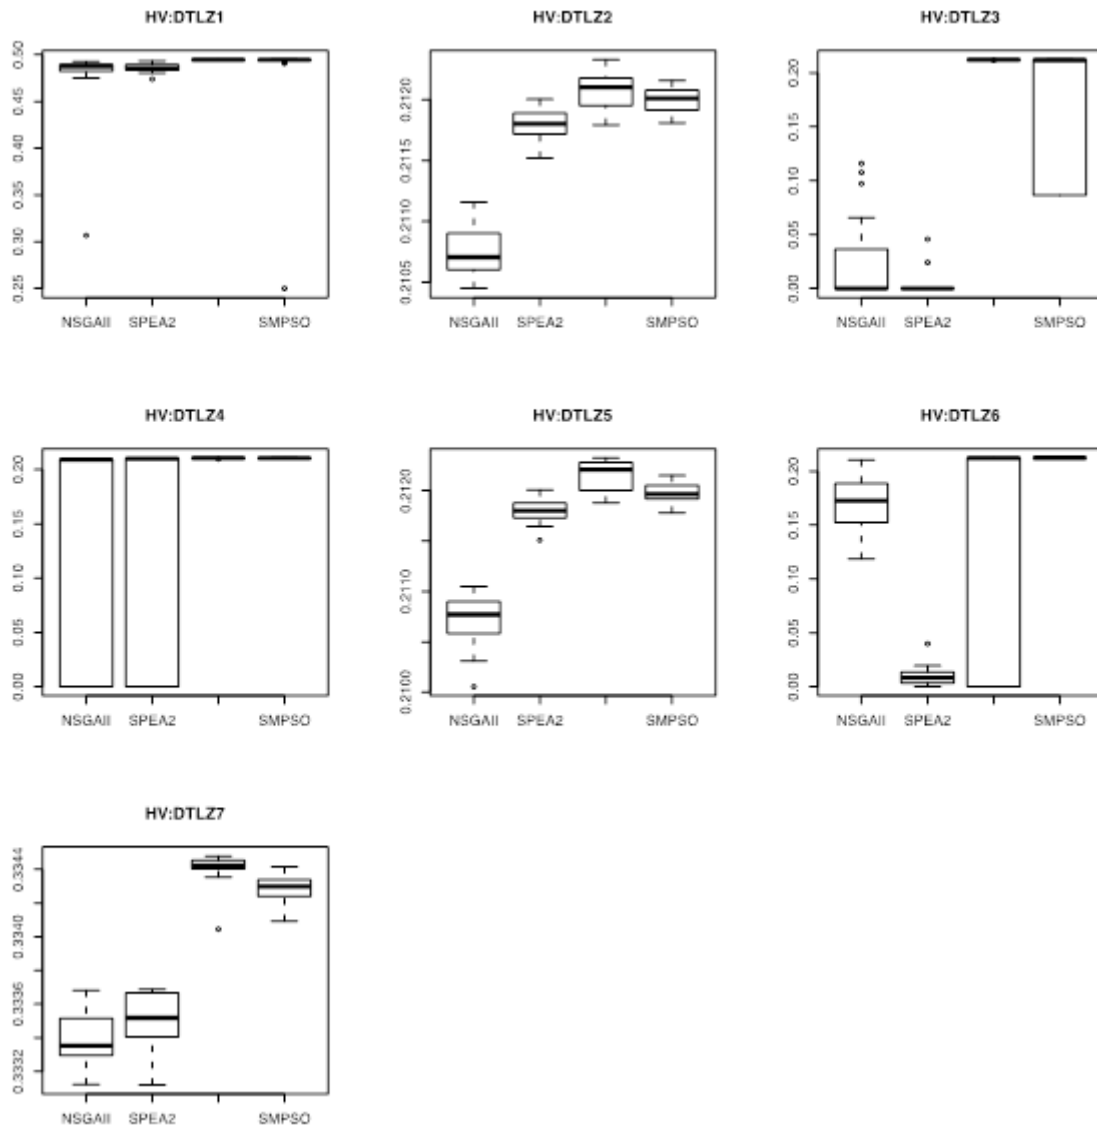 HV:DTLZ1
0.50
0.45
0.40
0.35
0.30
0.25
NSGAII SPEA2 SMPSO
HV:DTLZ2
0.2120
0.2115
0.2110
0.2105
NSGAII SPEA2 SMPSO
HV:DTLZ3
0.20
0.15
0.10
0.05
0.00
NSGAII SPEA2 SMPSO
HV:DTLZ4
0.20
0.15
0.10
0.05
0.00
NSGAII SPEA2 SMPSO
HV:DTLZ5
0.2120
0.2110
0.2100
NSGAII SPEA2 SMPSO
HV:DTLZ6
0.20
0.15
0.10
0.05
0.00
NSGAII SPEA2 SMPSO
HV:DTLZ7
0.3344
0.3340
0.3336
0.3332
NSGAII SPEA2 SMPSO